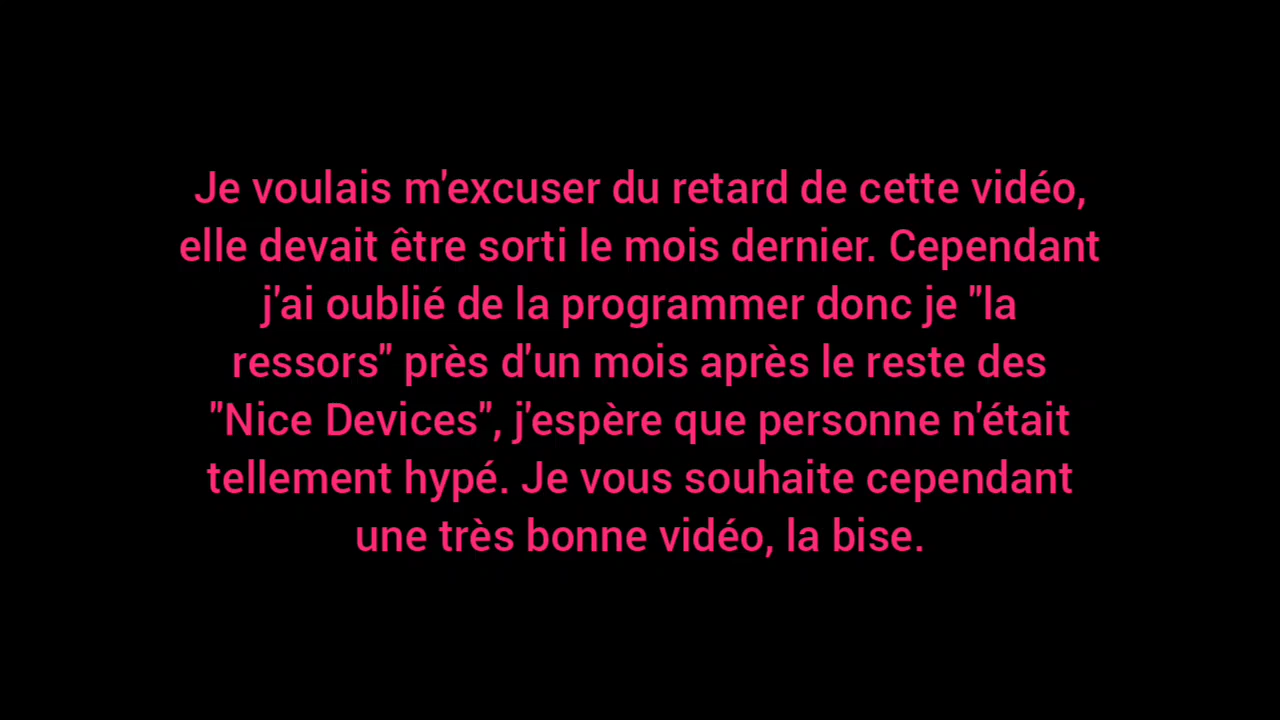 Je voulais m'excuser du retard de cette vidéo,
elle devait être sorti le mois dernier. Cependant
j'ai oublié de la programmer donc je "la
ressors" près d'un mois après le reste des
"Nice Devices", j'espère que personne n'était
tellement hypé. Je vous souhaite cependant
une très bonne vidéo, la bise.